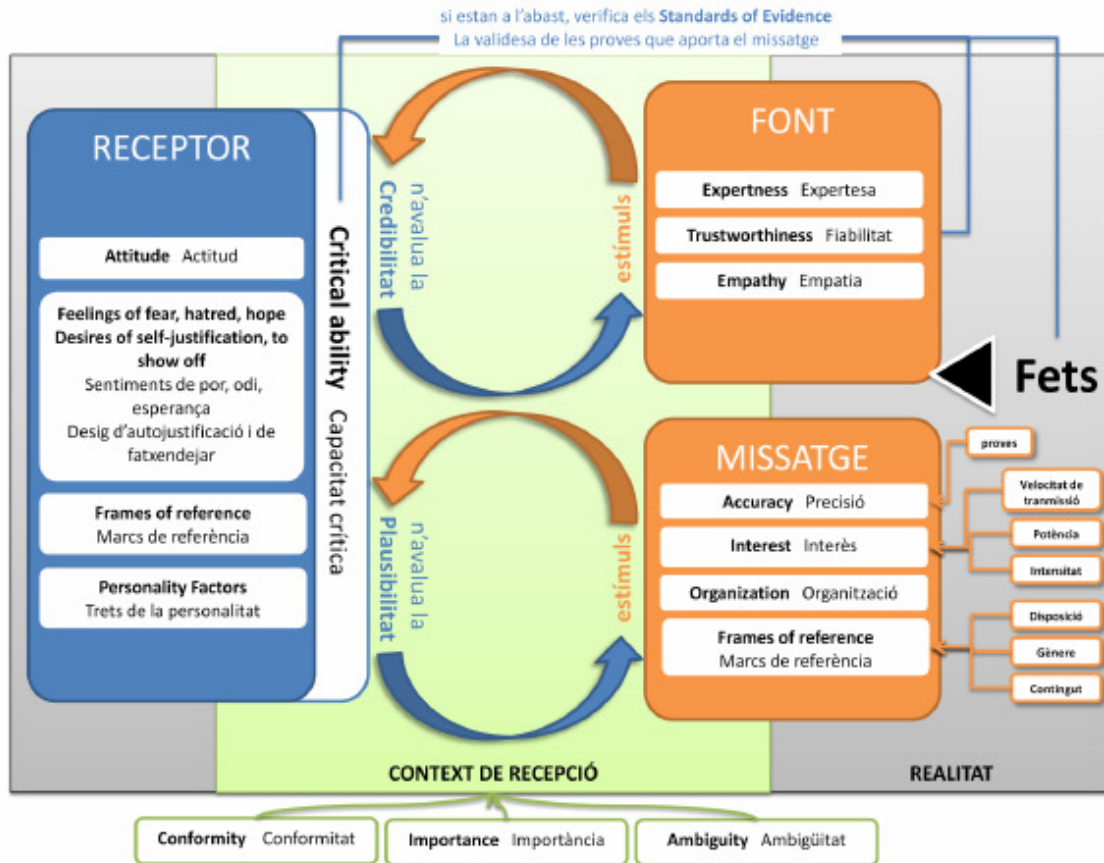 si estan a l'abast, verifica els Standards of Evidence
La validesa de les proves que aporta el missatge
RECEPTOR
Attitude Actitud
Feelings of fear, hatred, hope
Desires of self-justification, to
show off
Sentiments de por, odi,
esperança
Desig d'autojustificació i de
fatxendejar
Frames of reference
Marcs de referència
Personality Factors
Trets de la personalitat
Critical ability Capacitat crítica
n'avalua la
Credibilitat
estímuls
n'avalua la
Plausibilitat
estímuls
FONT
Expertness Expertesa
Trustworthiness Fiabilitat
Empathy Empatia
Fets
MISSATGE
Accuracy Precisió
Interest Interès
Organization Organització
Frames of reference
Marcs de referència
proves
Velocitat de
tranmissió
Potència
Intensitat
Disposició
Gènere
Contingut
CONTEXT DE RECEPCIÓ
REALITAT
Conformity Conformitat
Importance Importància
Ambiguity Ambigüitat